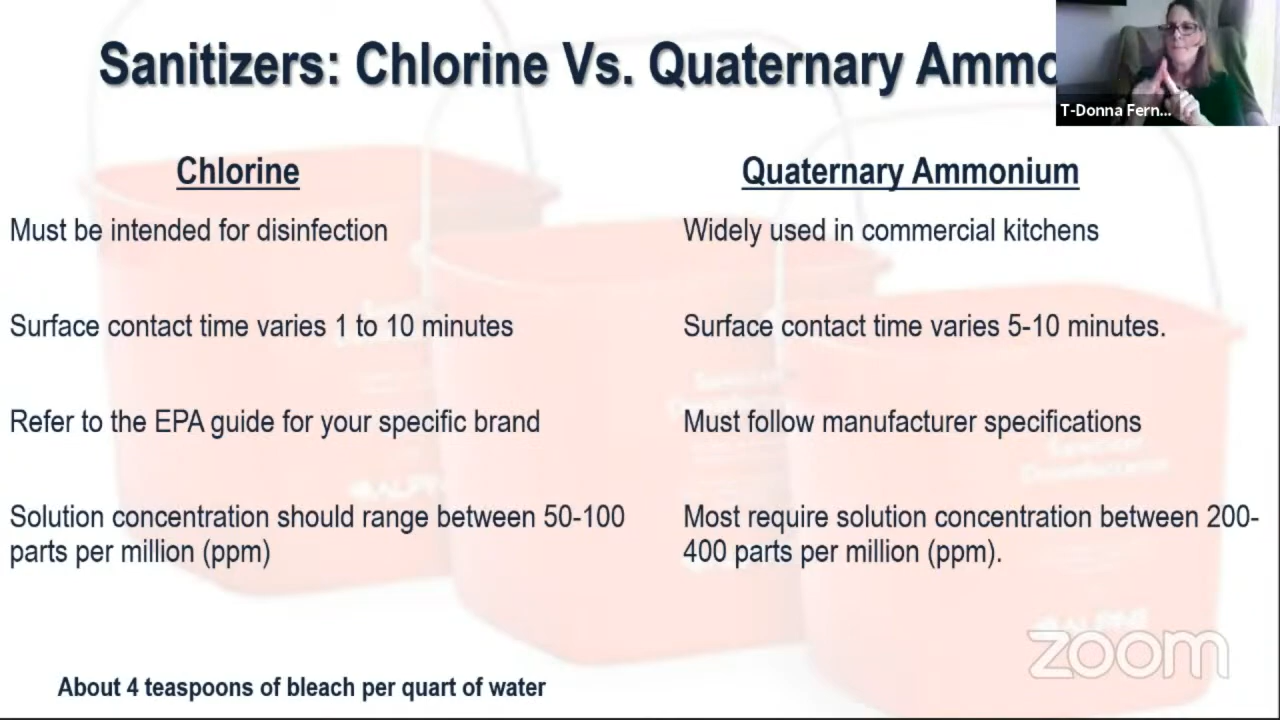 Sanitizers: Chlorine Vs. Quaternary Ammo
T-Donna Fern...
Chlorine
Must be intended for disinfection
Surface contact time varies 1 to 10 minutes
Refer to the EPA guide for your specific brand
Solution concentration should range between 50-100
parts per million (ppm)
Quaternary Ammonium
Widely used in commercial kitchens
Surface contact time varies 5-10 minutes.
Must follow manufacturer specifications
Most require solution concentration between 200-
400 parts per million (ppm).
About 4 teaspoons of bleach per quart of water
zoom